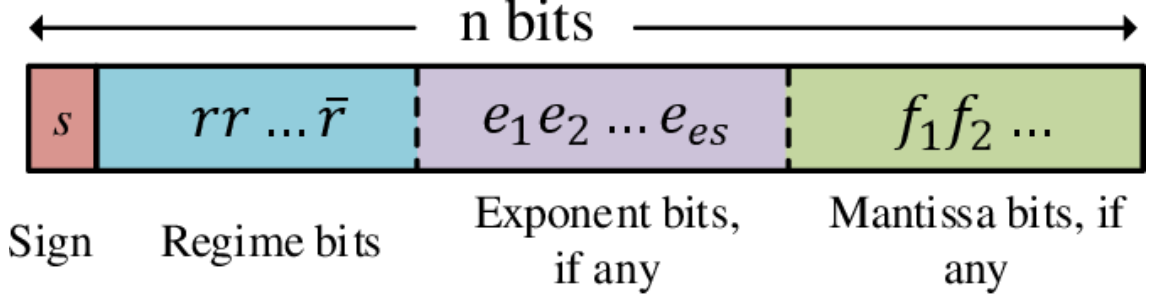 n bits
s rr ... r̄ e₁e₂ ... eₑₛ f₁f₂ ...
Sign Regime bits Exponent bits, if any Mantissa bits, if any